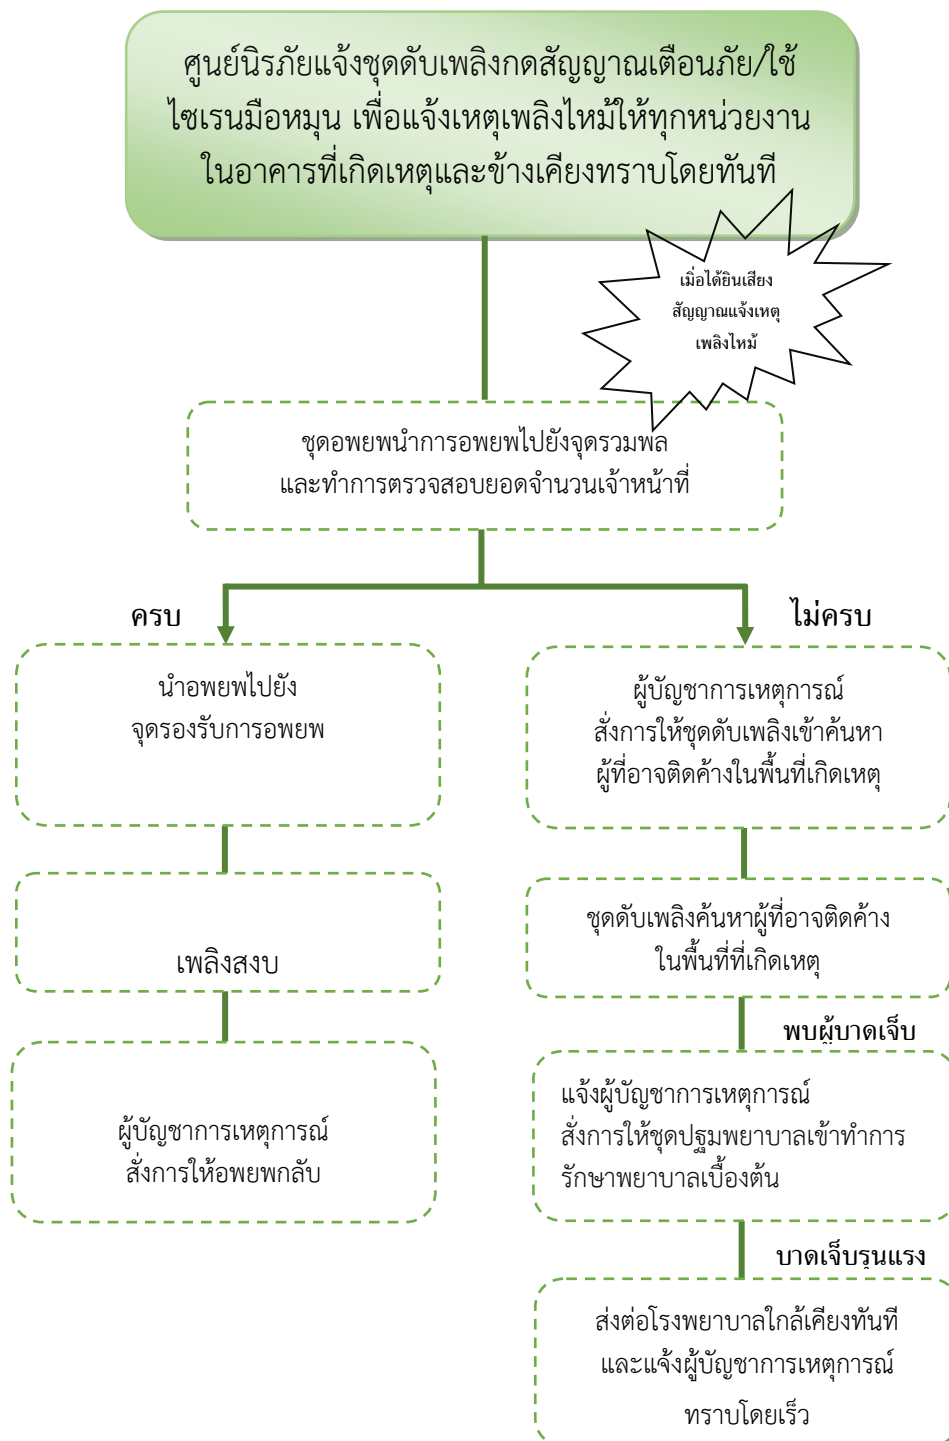 ศูนย์นิรภัยแจ้งชุดดับเพลิงกดสัญญาณเตือนภัย/ใช้
ไซเรนมือหมุน เพื่อแจ้งเหตุเพลิงไหม้ให้ทุกหน่วยงาน
ในอาคารที่เกิดเหตุและข้างเคียงทราบโดยทันที
เมื่อได้ยินเสียง
สัญญาณแจ้งเหตุ
เพลิงไหม้
ชุดอพยพนำการอพยพไปยังจุดรวมพล
และทำการตรวจสอบยอดจำนวนเจ้าหน้าที่
ครบ
นำอพยพไปยัง
จุดรองรับการอพยพ
เพลิงสงบ
ผู้บัญชาการเหตุการณ์
สั่งการให้อพยพกลับ
ไม่ครบ
ผู้บัญชาการเหตุการณ์
สั่งการให้ชุดดับเพลิงเข้าค้นหา
ผู้ที่อาจติดค้างในพื้นที่เกิดเหตุ
ชุดดับเพลิงค้นหาผู้ที่อาจติดค้าง
ในพื้นที่ที่เกิดเหตุ
พบผู้บาดเจ็บ
แจ้งผู้บัญชาการเหตุการณ์
สั่งการให้ชุดปฐมพยาบาลเข้าทำการ
รักษาพยาบาลเบื้องต้น
บาดเจ็บรุนแรง
ส่งต่อโรงพยาบาลใกล้เคียงทันที
และแจ้งผู้บัญชาการเหตุการณ์
ทราบโดยเร็ว